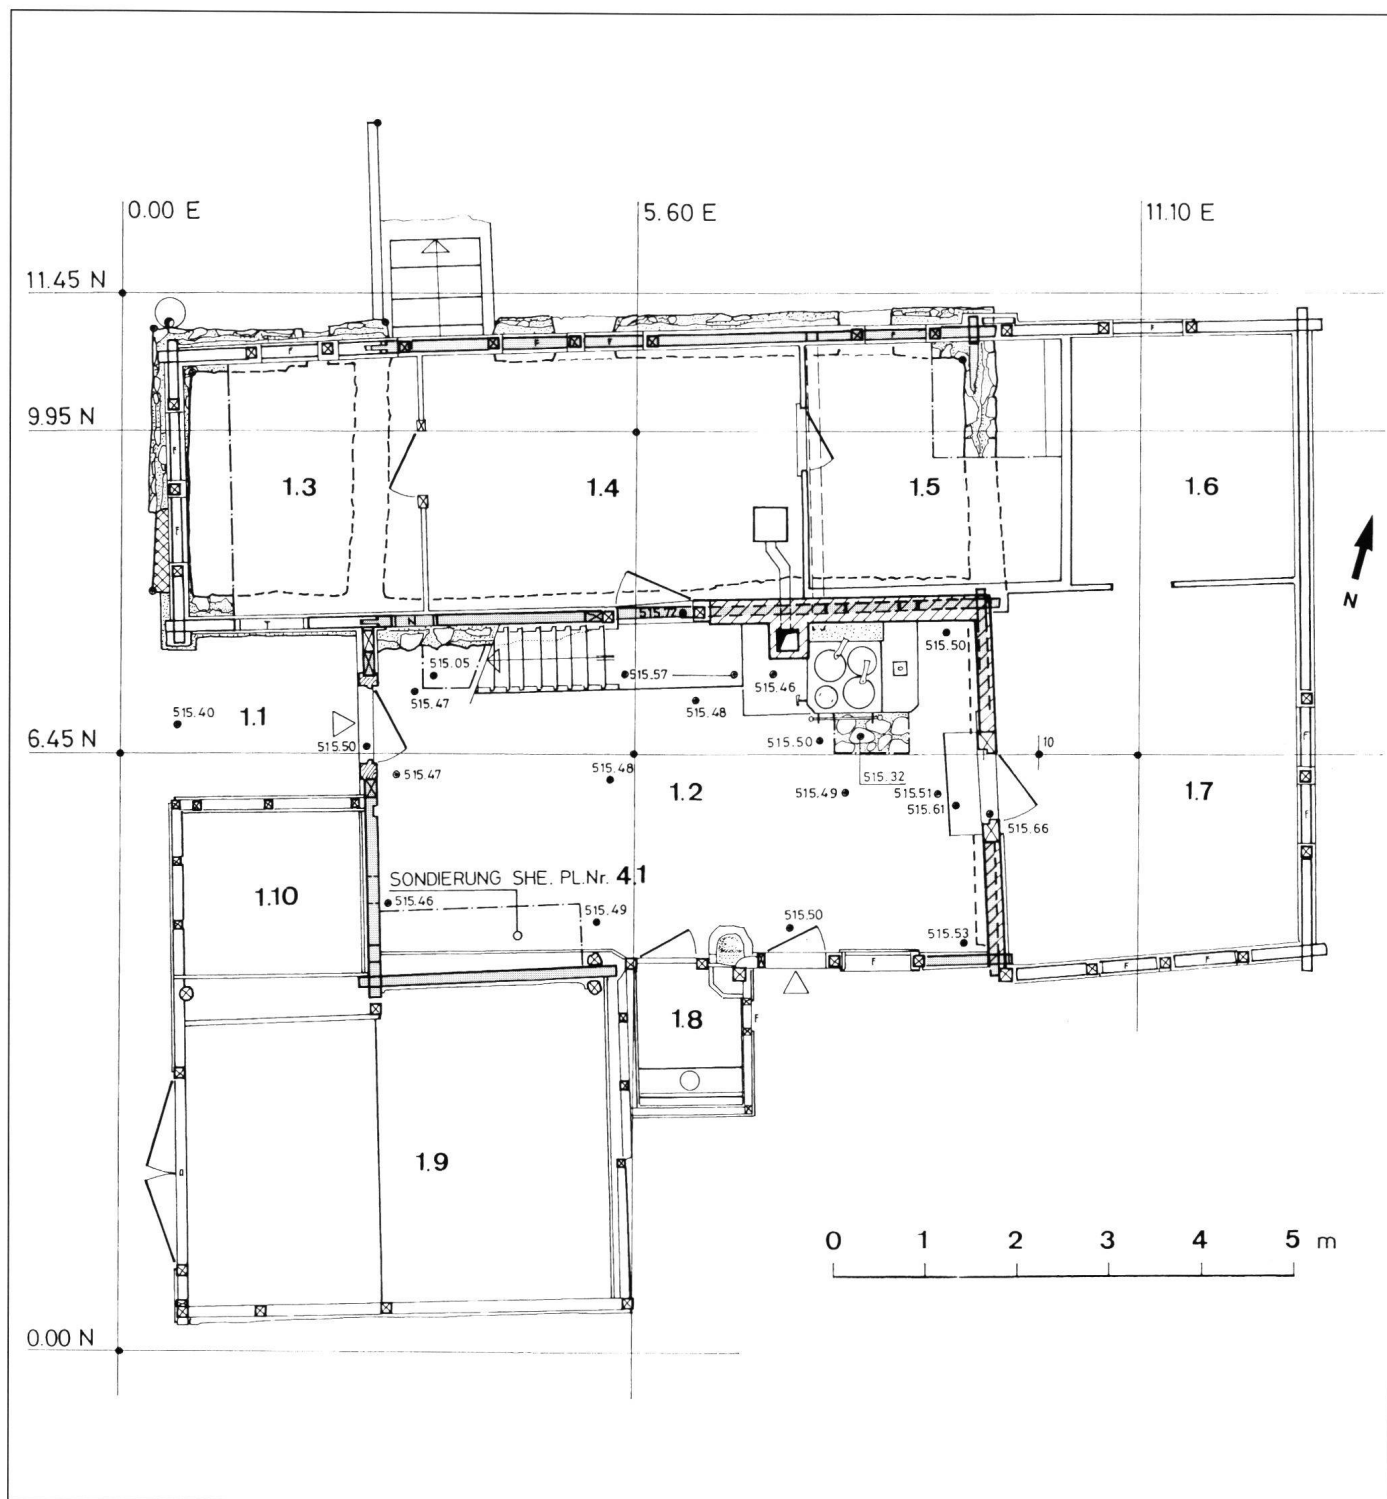 0.00 E
5.60 E
11.10 E
11.45 N
F
F
F
F
F
9.95 N
F
1.3
1.4
1.5
1.6
F
T
N
515.72
515.50
515.05
515.57
515.46
515.47
515.48
515.40
1.1
6.45 N
515.50
515.50
10
515.47
515.48
515.32
F
1.2
515.49
515.51
1.7
515.61
515.66
F
SONDIERUNG SHE. PL.Nr. 4.1
1.10
515.46
515.49
515.50
515.53
F
F
F
1.8
F
1.9
0 1 2 3 4 5 m
0.00 N
N